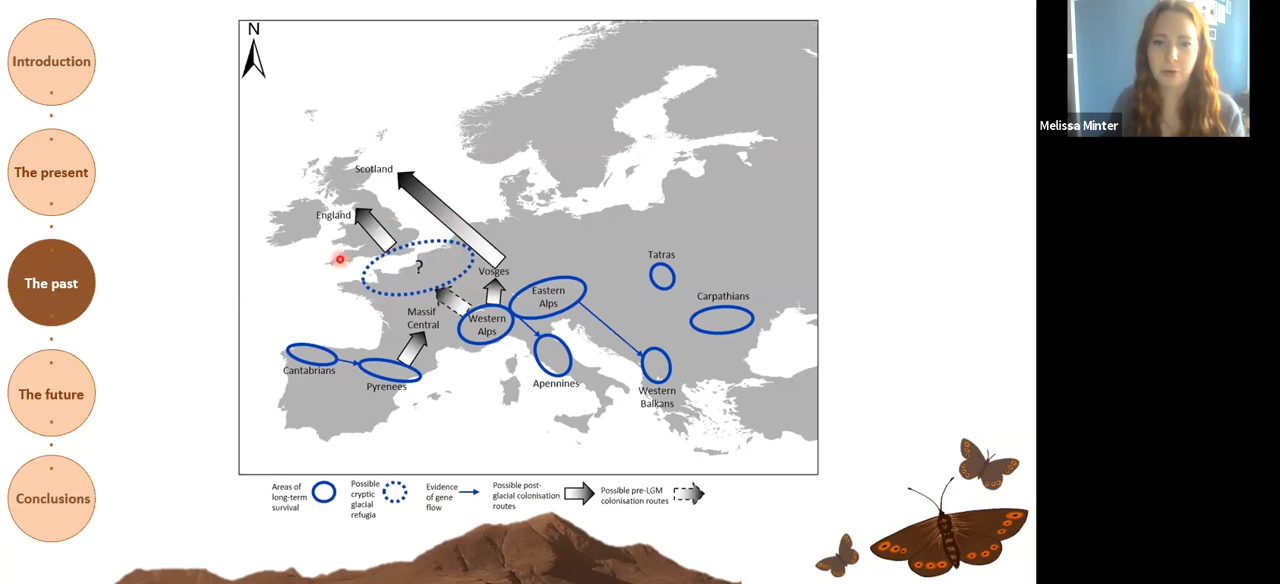 Introduction
The present
The past
The future
Conclusions
N
Scotland
England
?
Vosges
Massif
Central
Western
Alps
Eastern
Alps
Tatras
Carpathians
Cantabrians
Pyrenees
Apennines
Western
Balkans
Areas of
long-term
survival
Possible
cryptic
glacial
refugia
Evidence
of gene
flow
Possible post-
glacial colonisation
routes
Possible pre-LGM
colonisation routes
Melissa Minter